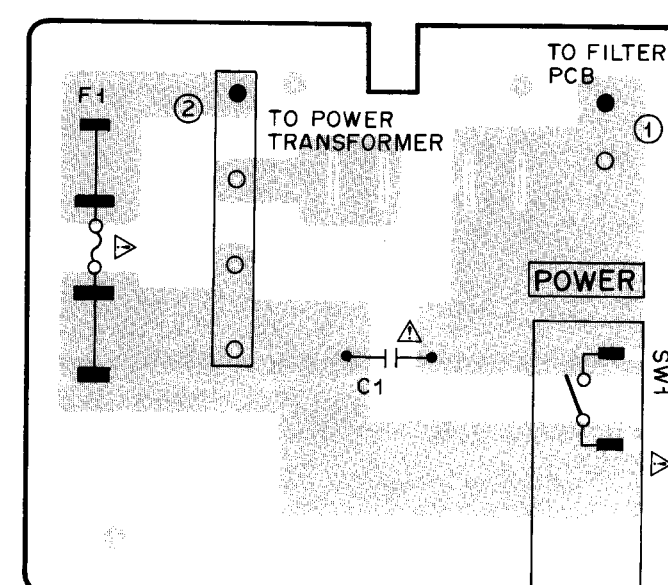 TO FILTER
PCB
F1
②
TO POWER
TRANSFORMER
①
POWER
C1
SW1